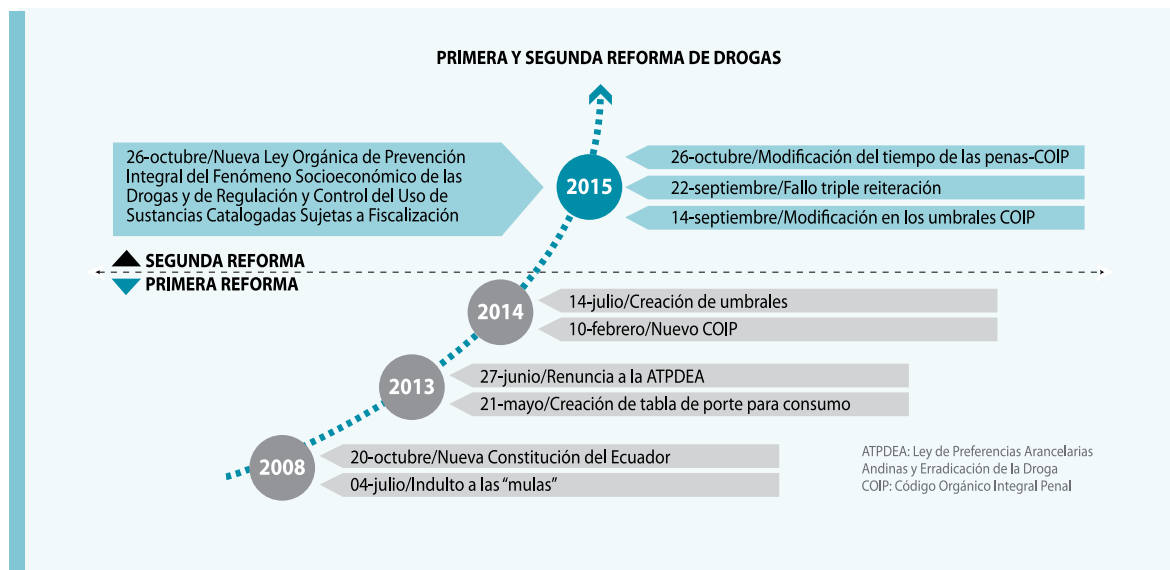 PRIMERA Y SEGUNDA REFORMA DE DROGAS
26-octubre/Nueva Ley Orgánica de Prevención
Integral del Fenómeno Socioeconómico de las
Drogas y de Regulación y Control del Uso de
Sustancias Catalogadas Sujetas a Fiscalización
2015
26-octubre/Modificación del tiempo de las penas-COIP
22-septiembre/Fallo triple reiteración
14-septiembre/Modificación en los umbrales COIP
SEGUNDA REFORMA
PRIMERA REFORMA
2014
14-julio/Creación de umbrales
10-febrero/Nuevo COIP
2013
27-junio/Renuncia a la ATPDEA
21-mayo/Creación de tabla de porte para consumo
2008
20-octubre/Nueva Constitución del Ecuador
04-julio/Indulto a las “mulas”
ATPDEA: Ley de Preferencias Arancelarias
Andinas y Erradicación de la Droga
COIP: Código Orgánico Integral Penal